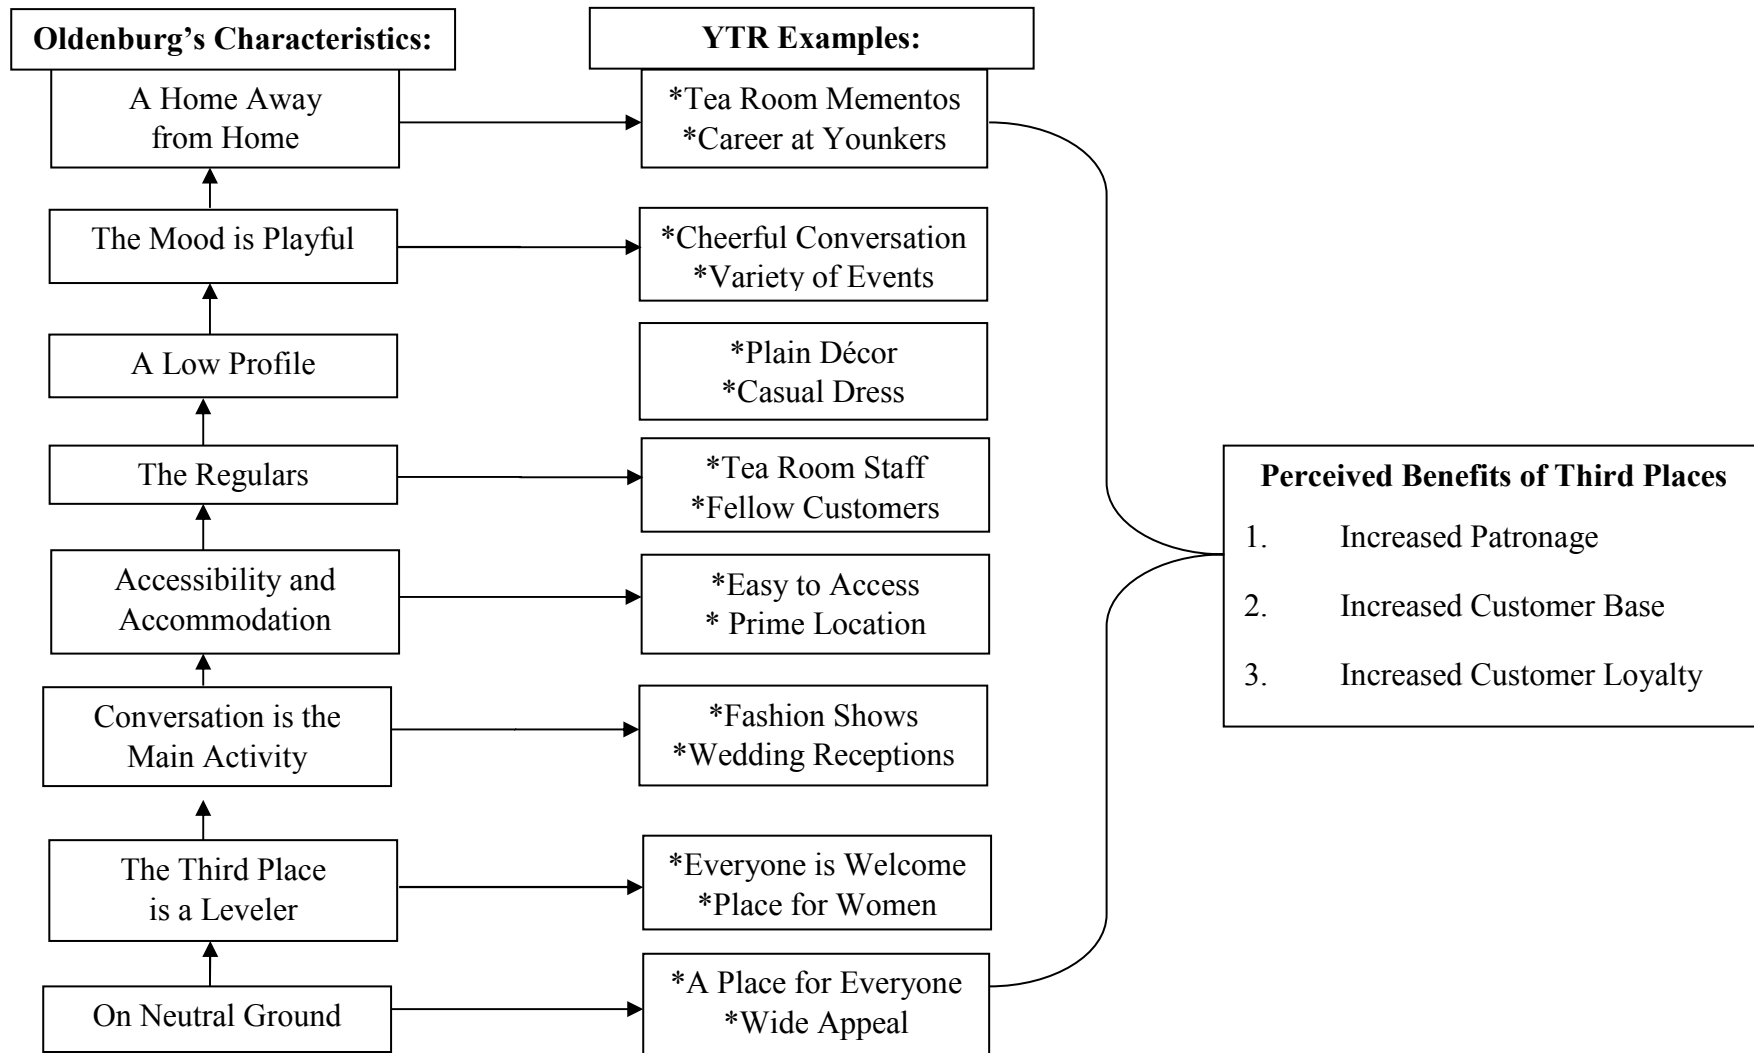 Oldenburg’s Characteristics:
A Home Away
from Home
The Mood is Playful
A Low Profile
The Regulars
Accessibility and
Accommodation
Conversation is the
Main Activity
The Third Place
is a Leveler
On Neutral Ground
YTR Examples:
*Tea Room Mementos
*Career at Younkers
*Cheerful Conversation
*Variety of Events
*Plain Décor
*Casual Dress
*Tea Room Staff
*Fellow Customers
*Easy to Access
* Prime Location
*Fashion Shows
*Wedding Receptions
*Everyone is Welcome
*Place for Women
*A Place for Everyone
*Wide Appeal
Perceived Benefits of Third Places
1. Increased Patronage
2. Increased Customer Base
3. Increased Customer Loyalty